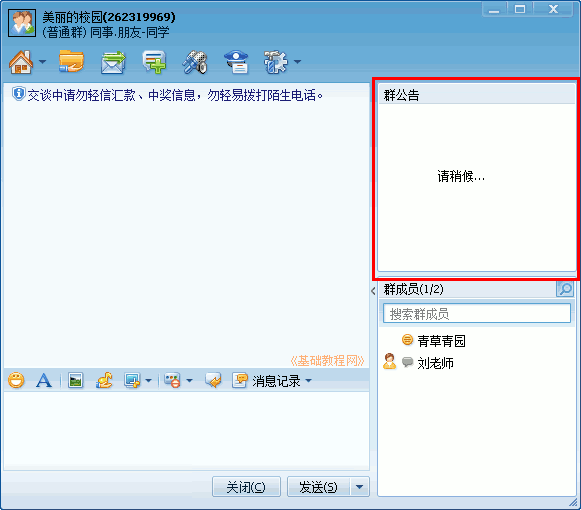 美丽的校园(262319969)
(普通群) 同事.朋友-同学
交谈中请勿轻信汇款、中奖信息，勿轻易拨打陌生电话。
群公告
请稍候...
群成员(1/2)
搜索群成员
青草青园
刘老师
《基础教程网》
A
消息记录
关闭(C)
发送(S)